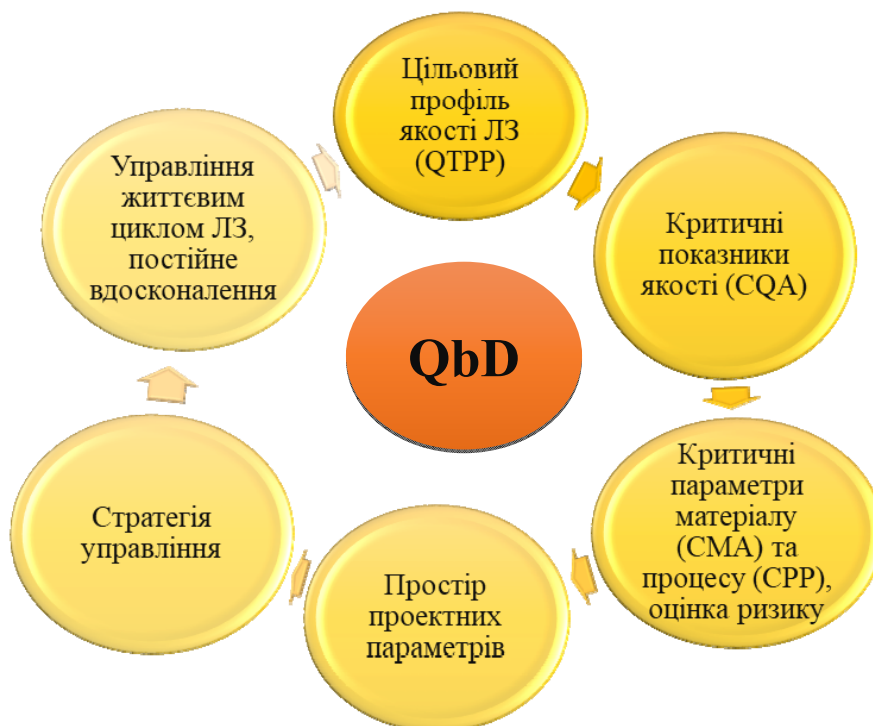 Цільовий
профіль
якості ЛЗ
(QTPP)
Критичні
показники
якості (CQA)
Критичні
параметри
матеріалу
(CMA) та
процесу (CPP),
оцінка ризику
Простір
проектних
параметрів
Стратегія
управління
Управління
життєвим
циклом ЛЗ,
постійне
вдосконалення
QbD